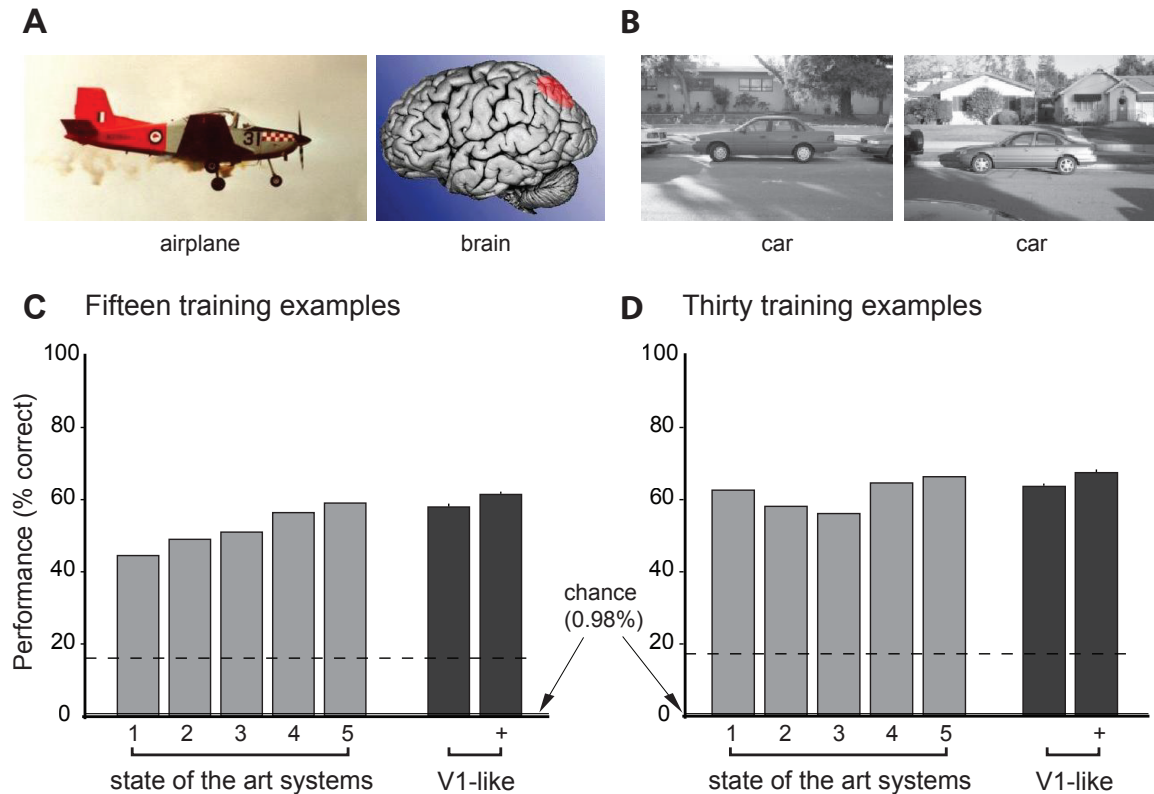 A
B
airplane
brain
car
car
C Fifteen training examples
D Thirty training examples
Performance (% correct)
100
80
60
40
20
0
1 2 3 4 5 +
state of the art systems
V1-like
chance
(0.98%)
100
80
60
40
20
0
1 2 3 4 5 +
state of the art systems
V1-like
31